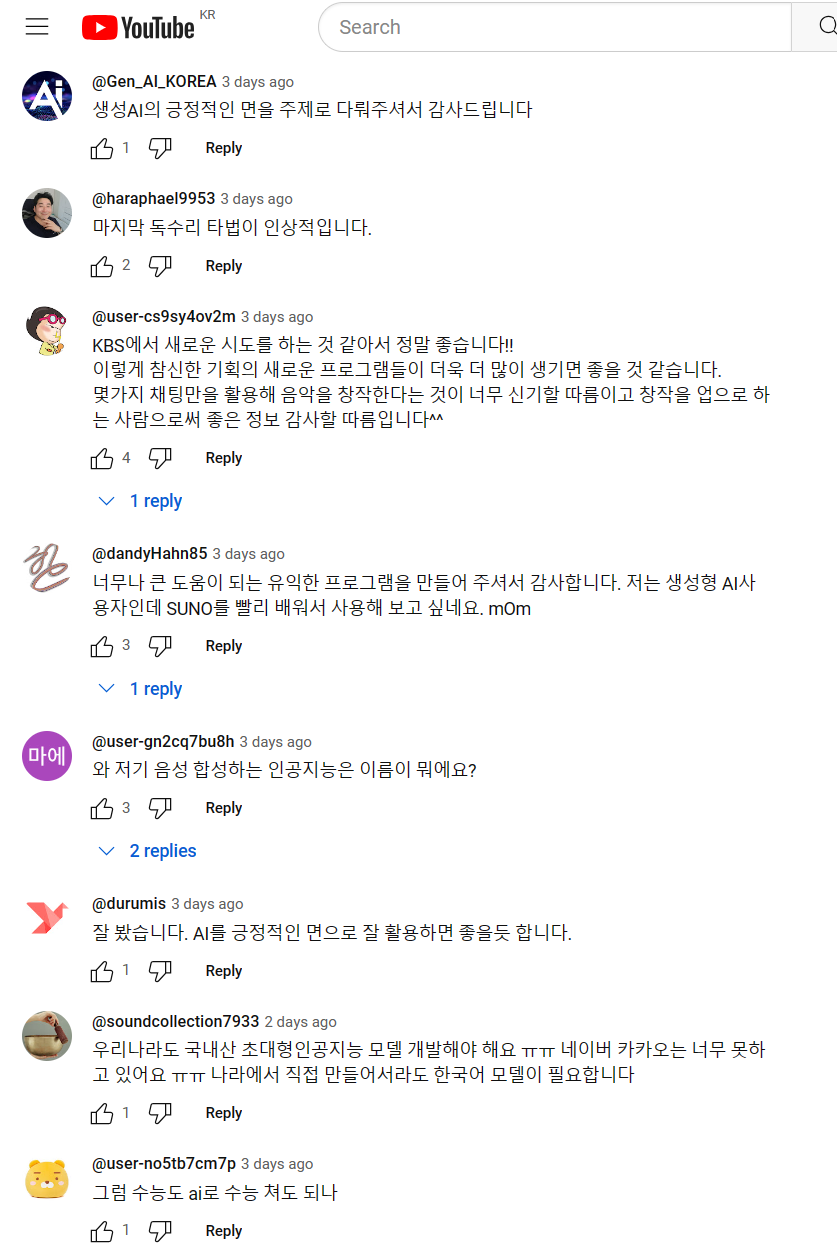 YouTube KR
Search
Ai
@Gen_AI_KOREA 3 days ago
생성AI의 긍정적인 면을 주제로 다뤄주셔서 감사드립니다
1 Reply
@haraphael9953 3 days ago
마지막 독수리 타법이 인상적입니다.
2 Reply
@user-cs9sy4ov2m 3 days ago
KBS에서 새로운 시도를 하는 것 같아서 정말 좋습니다!!
이렇게 참신한 기획의 새로운 프로그램들이 더욱 더 많이 생기면 좋을 것 같습니다.
몇가지 채팅만을 활용해 음악을 창작한다는 것이 너무 신기할 따름이고 창작을 업으로 하
는 사람으로써 좋은 정보 감사할 따름입니다^^
4 Reply
1 reply
@dandyHahn85 3 days ago
너무나 큰 도움이 되는 유익한 프로그램을 만들어 주셔서 감사합니다. 저는 생성형 AI사
용자인데 SUNO를 빨리 배워서 사용해 보고 싶네요. mOm
3 Reply
1 reply
마에
@user-gn2cq7bu8h 3 days ago
와 저기 음성 합성하는 인공지능은 이름이 뭐에요?
3 Reply
2 replies
@durumis 3 days ago
잘 봤습니다. AI를 긍정적인 면으로 잘 활용하면 좋을듯 합니다.
1 Reply
@soundcollection7933 2 days ago
우리나라도 국내산 초대형인공지능 모델 개발해야 해요 ㅠㅠ 네이버 카카오는 너무 못하
고 있어요 ㅠㅠ 나라에서 직접 만들어서라도 한국어 모델이 필요합니다
1 Reply
@user-no5tb7cm7p 3 days ago
그럼 수능도 ai로 수능 쳐도 되나
1 Reply